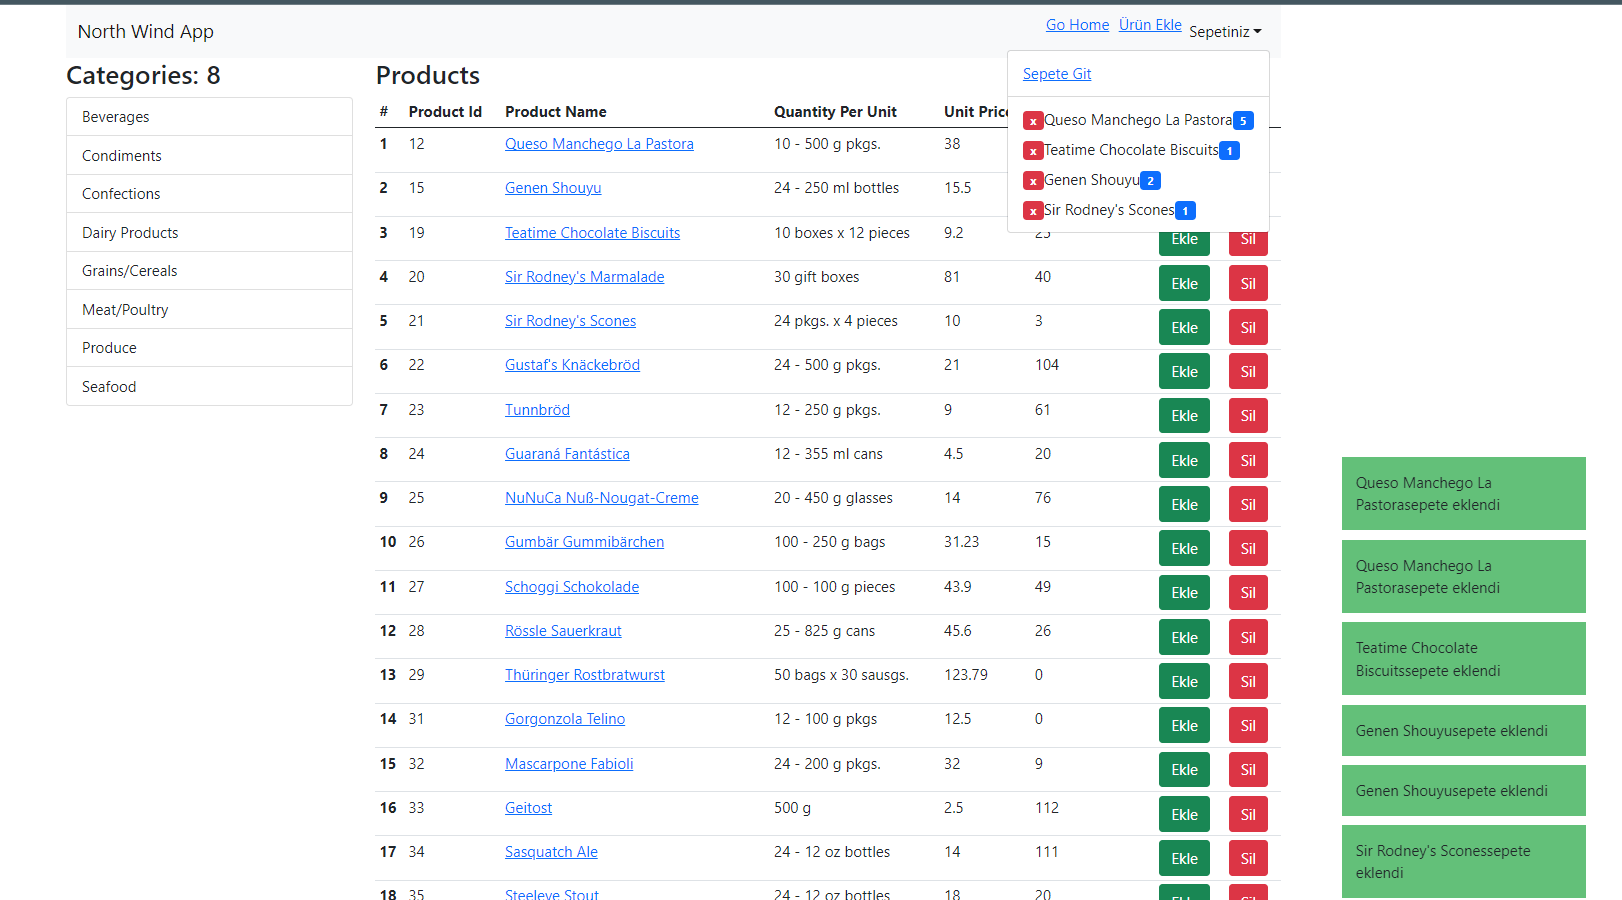 North Wind App
Go Home Ürün Ekle Sepetiniz
Sepete Git
x Queso Manchego La Pastora 5
x Teatime Chocolate Biscuits 1
x Genen Shouyu 2
x Sir Rodney's Scones 1
Categories: 8
Beverages
Condiments
Confections
Dairy Products
Grains/Cereals
Meat/Poultry
Produce
Seafood
Products
# Product Id Product Name Quantity Per Unit Unit Price
1 12 Queso Manchego La Pastora 10 - 500 g pkgs. 38
2 15 Genen Shouyu 24 - 250 ml bottles 15.5
3 19 Teatime Chocolate Biscuits 10 boxes x 12 pieces 9.2 25 Ekle Sil
4 20 Sir Rodney's Marmalade 30 gift boxes 81 40 Ekle Sil
5 21 Sir Rodney's Scones 24 pkgs. x 4 pieces 10 3 Ekle Sil
6 22 Gustaf's Knäckebröd 24 - 500 g pkgs. 21 104 Ekle Sil
7 23 Tunnbröd 12 - 250 g pkgs. 9 61 Ekle Sil
8 24 Guaraná Fantástica 12 - 355 ml cans 4.5 20 Ekle Sil
9 25 NuNuCa Nuß-Nougat-Creme 20 - 450 g glasses 14 76 Ekle Sil
10 26 Gumbär Gummibärchen 100 - 250 g bags 31.23 15 Ekle Sil
11 27 Schoggi Schokolade 100 - 100 g pieces 43.9 49 Ekle Sil
12 28 Rössle Sauerkraut 25 - 825 g cans 45.6 26 Ekle Sil
13 29 Thüringer Rostbratwurst 50 bags x 30 sausgs. 123.79 0 Ekle Sil
14 31 Gorgonzola Telino 12 - 100 g pkgs 12.5 0 Ekle Sil
15 32 Mascarpone Fabioli 24 - 200 g pkgs. 32 9 Ekle Sil
16 33 Geitost 500 g 2.5 112 Ekle Sil
17 34 Sasquatch Ale 24 - 12 oz bottles 14 111 Ekle Sil
18 35 Steeleye Stout 24 - 12 oz bottles 18 20 Ekle Sil
Queso Manchego La
Pastorasepete eklendi
Queso Manchego La
Pastorasepete eklendi
Teatime Chocolate
Biscuitssepete eklendi
Genen Shouyusepete eklendi
Genen Shouyusepete eklendi
Sir Rodney's Sconessepete
eklendi